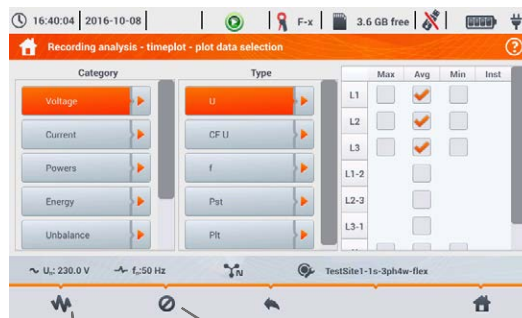 16:40:04 2016-10-08 F-x 3.6 GB free
Recording analysis - timeplot - plot data selection ?
Category Type Max Avg Min Inst
Voltage U L1
Current CF U L2
L3
Powers f L1-2
Energy Pst L2-3
Unbalance Plt L3-1
Un: 230.0 V fn:50 Hz N TestSite1-1s-3ph4w-flex